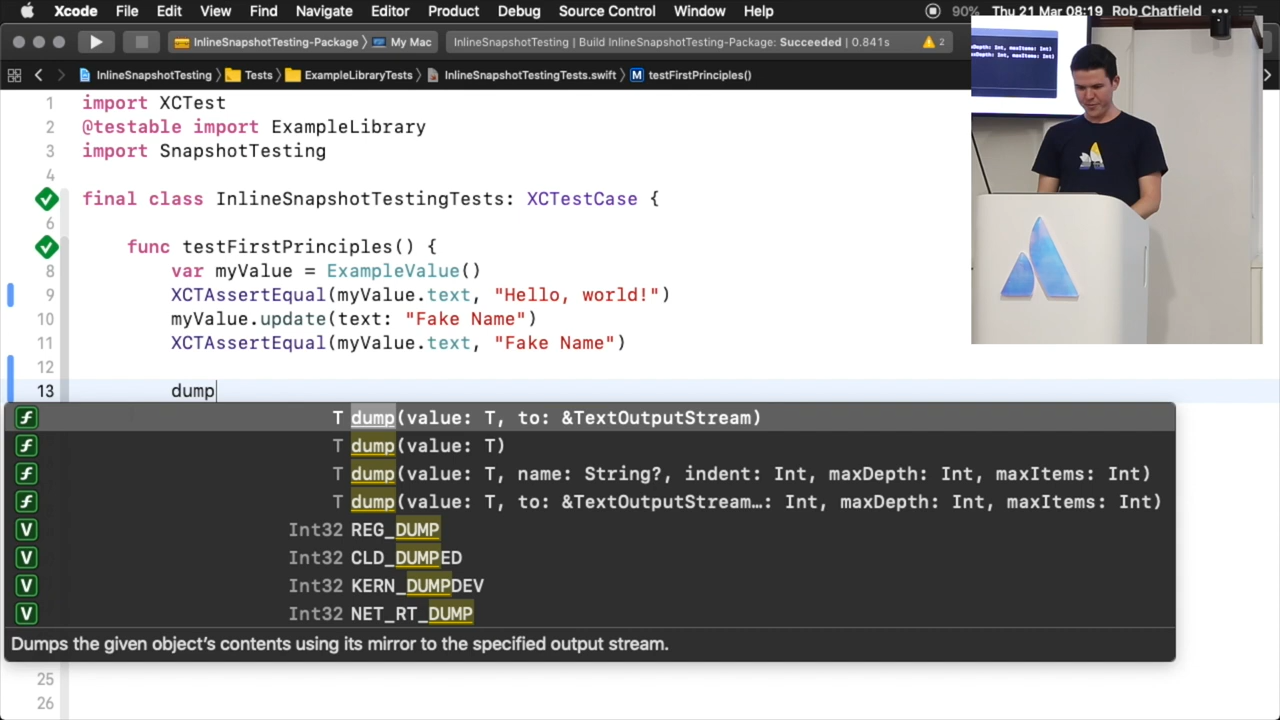 Xcode File Edit View Find Navigate Editor Product Debug Source Control Window Help 90% Thu 21 Mar 08:19 Rob Chatfield
InlineSnapshotTesting-Pa My Mac InlineSnapshotTesting | Build InlineSnapshotTesting-Package: Succeeded | 0.841s 2
InlineSnapshotTesting Tests InlineSnapshotTestingTests.swift M testFirstPrinciples()
1 import XCTest
2 @testable import ExampleLibrary
3 import SnapshotTesting
4
final class InlineSnapshotTestingTests: XCTestCase {
6
func testFirstPrinciples() {
8 var myValue = ExampleValue()
9 XCTAssertEqual(myValue.text, "Hello, world!")
10 myValue.update(text: "Fake Name")
11 XCTAssertEqual(myValue.text, "Fake Name")
12
13 dump
f T dump(value: T, to: &TextOutputStream)
f T dump(value: T)
f T dump(value: T, name: String?, indent: Int, maxDepth: Int, maxItems: Int)
f T dump(value: T, to: &TextOutputStream…: Int, maxDepth: Int, maxItems: Int)
V Int32 REG_DUMP
V Int32 CLD_DUMPED
V Int32 KERN_DUMPDEV
V Int32 NET_RT_DUMP
Dumps the given object’s contents using its mirror to the specified output stream.
25
26
maxItems: Int)
maxItems: Int)